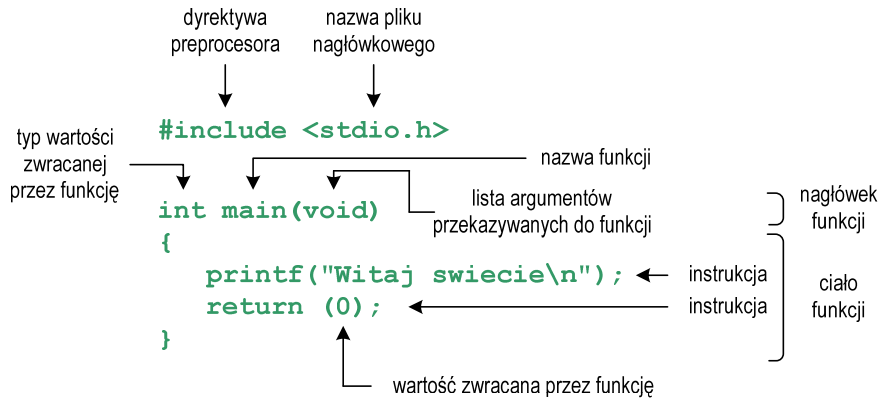 dyrektywa
preprocesora
nazwa pliku
nagłówkowego
#include <stdio.h>
typ wartości
zwracanej
przez funkcję
nazwa funkcji
int main(void)
lista argumentów
przekazywanych do funkcji
nagłówek
funkcji
{
printf("Witaj swiecie\n");
instrukcja
return (0);
instrukcja
ciało
funkcji
}
wartość zwracana przez funkcję